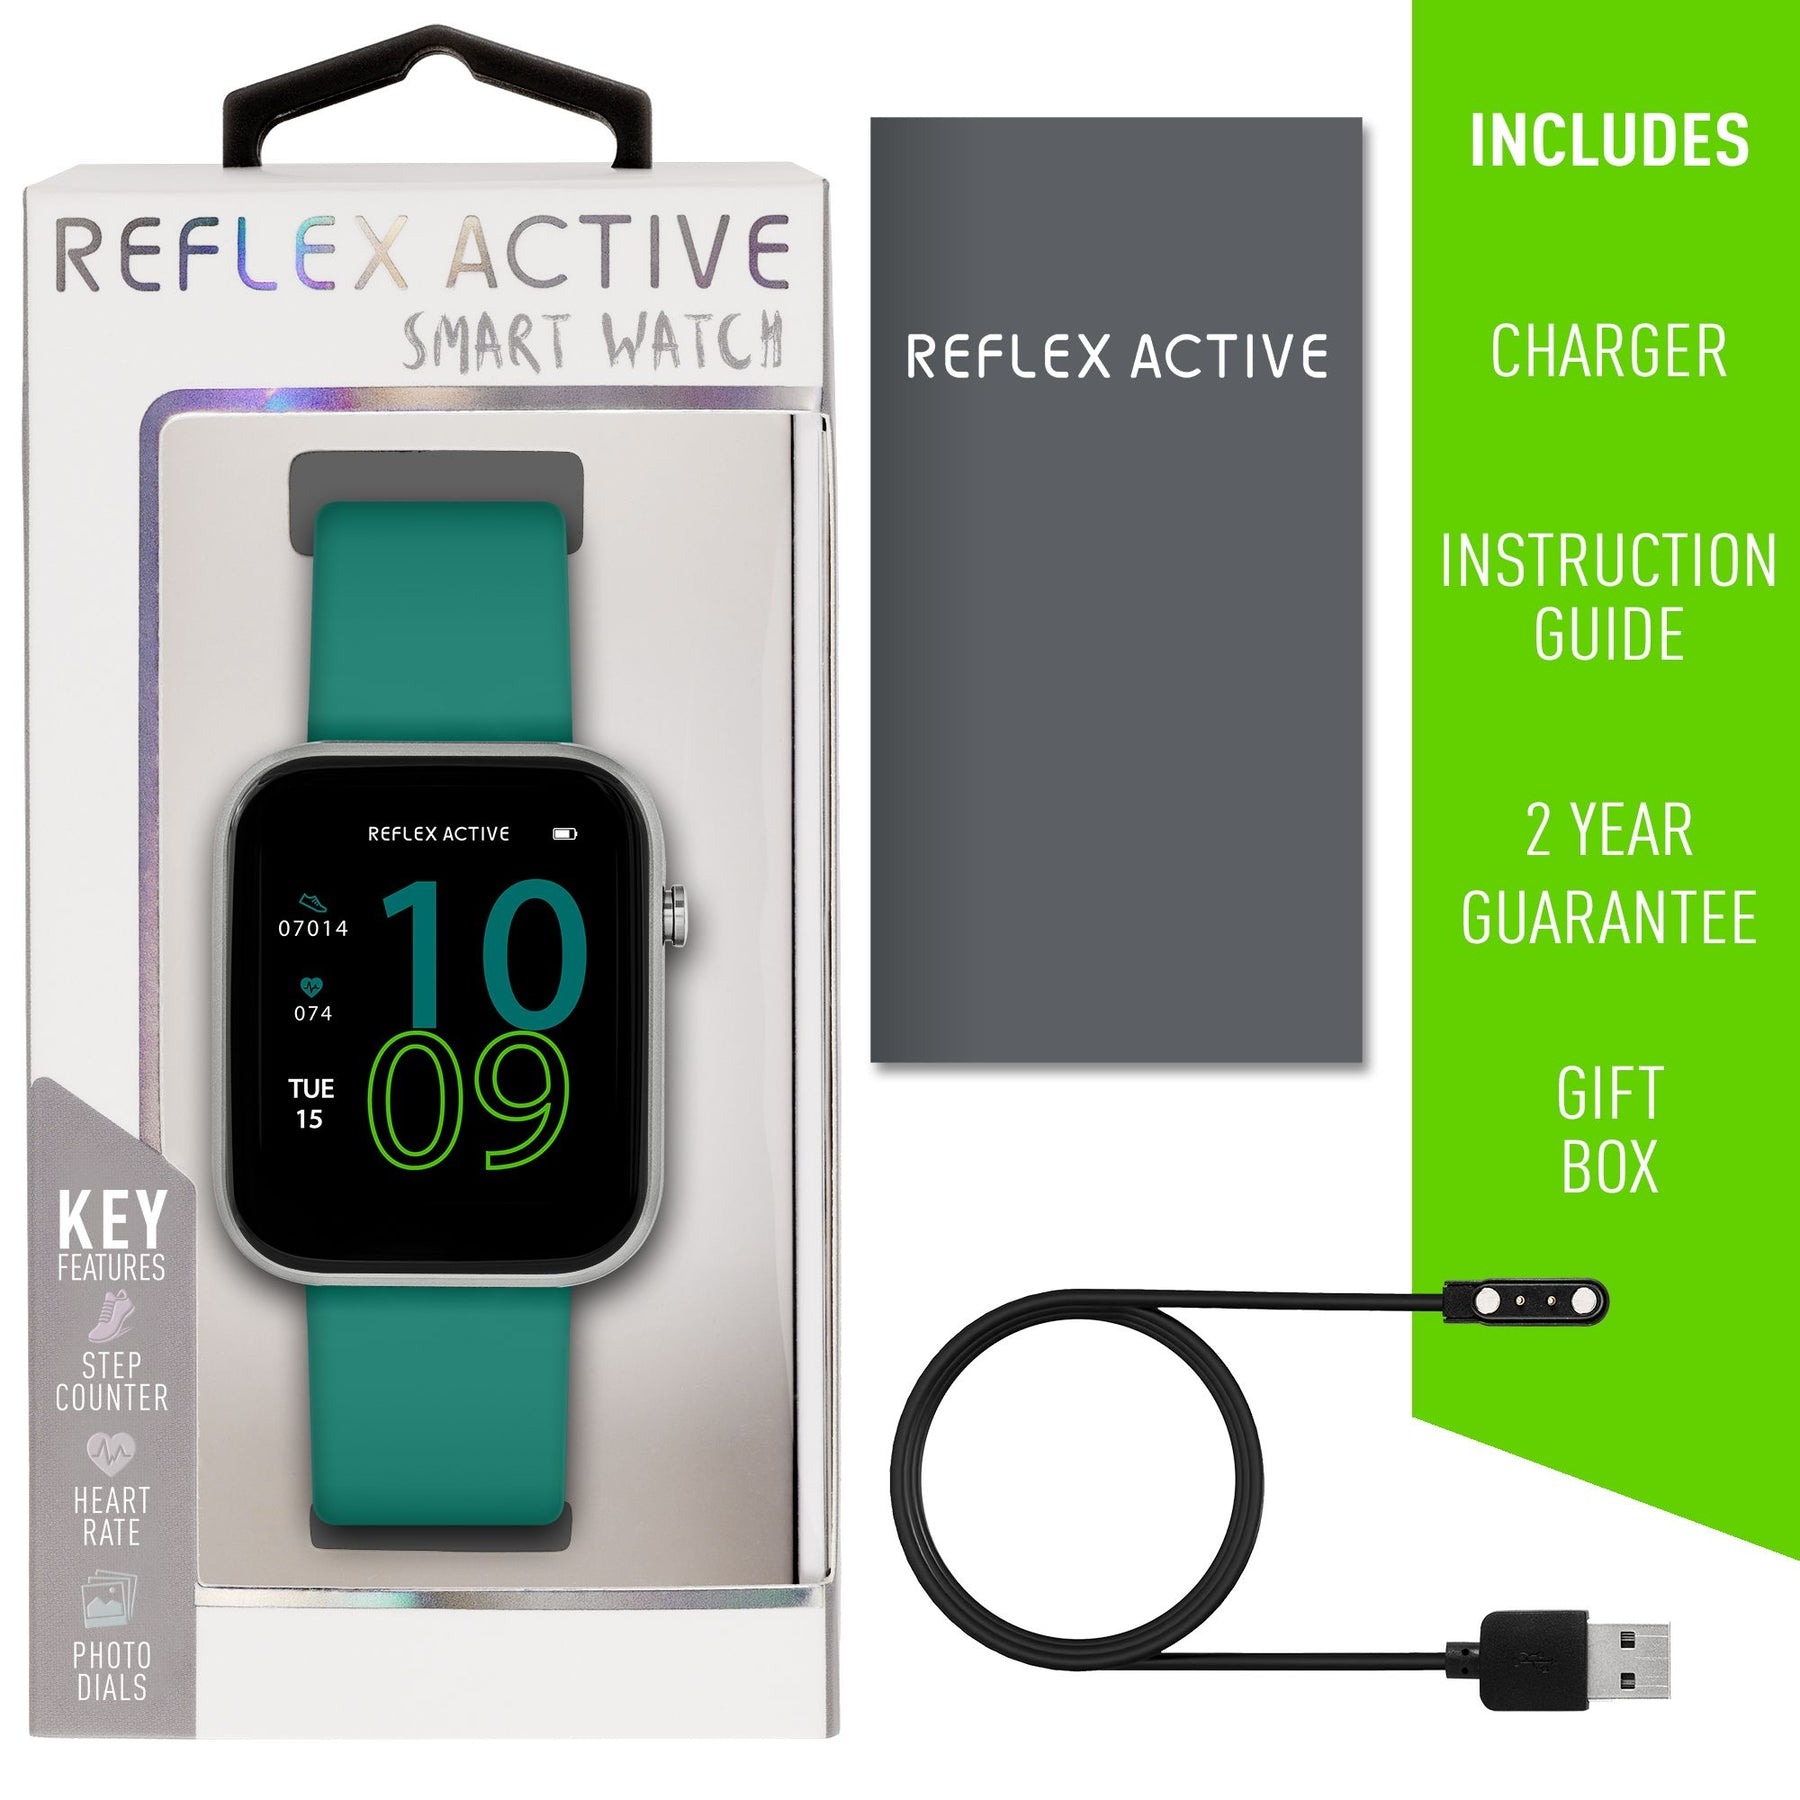 REFLEX ACTIVE
SMART WATCH
REFLEX ACTIVE
07014
10
074
09
TUE
15
KEY
FEATURES
STEP
COUNTER
HEART
RATE
PHOTO
DIALS
REFLEX ACTIVE
INCLUDES
CHARGER
INSTRUCTION
GUIDE
2 YEAR
GUARANTEE
GIFT
BOX